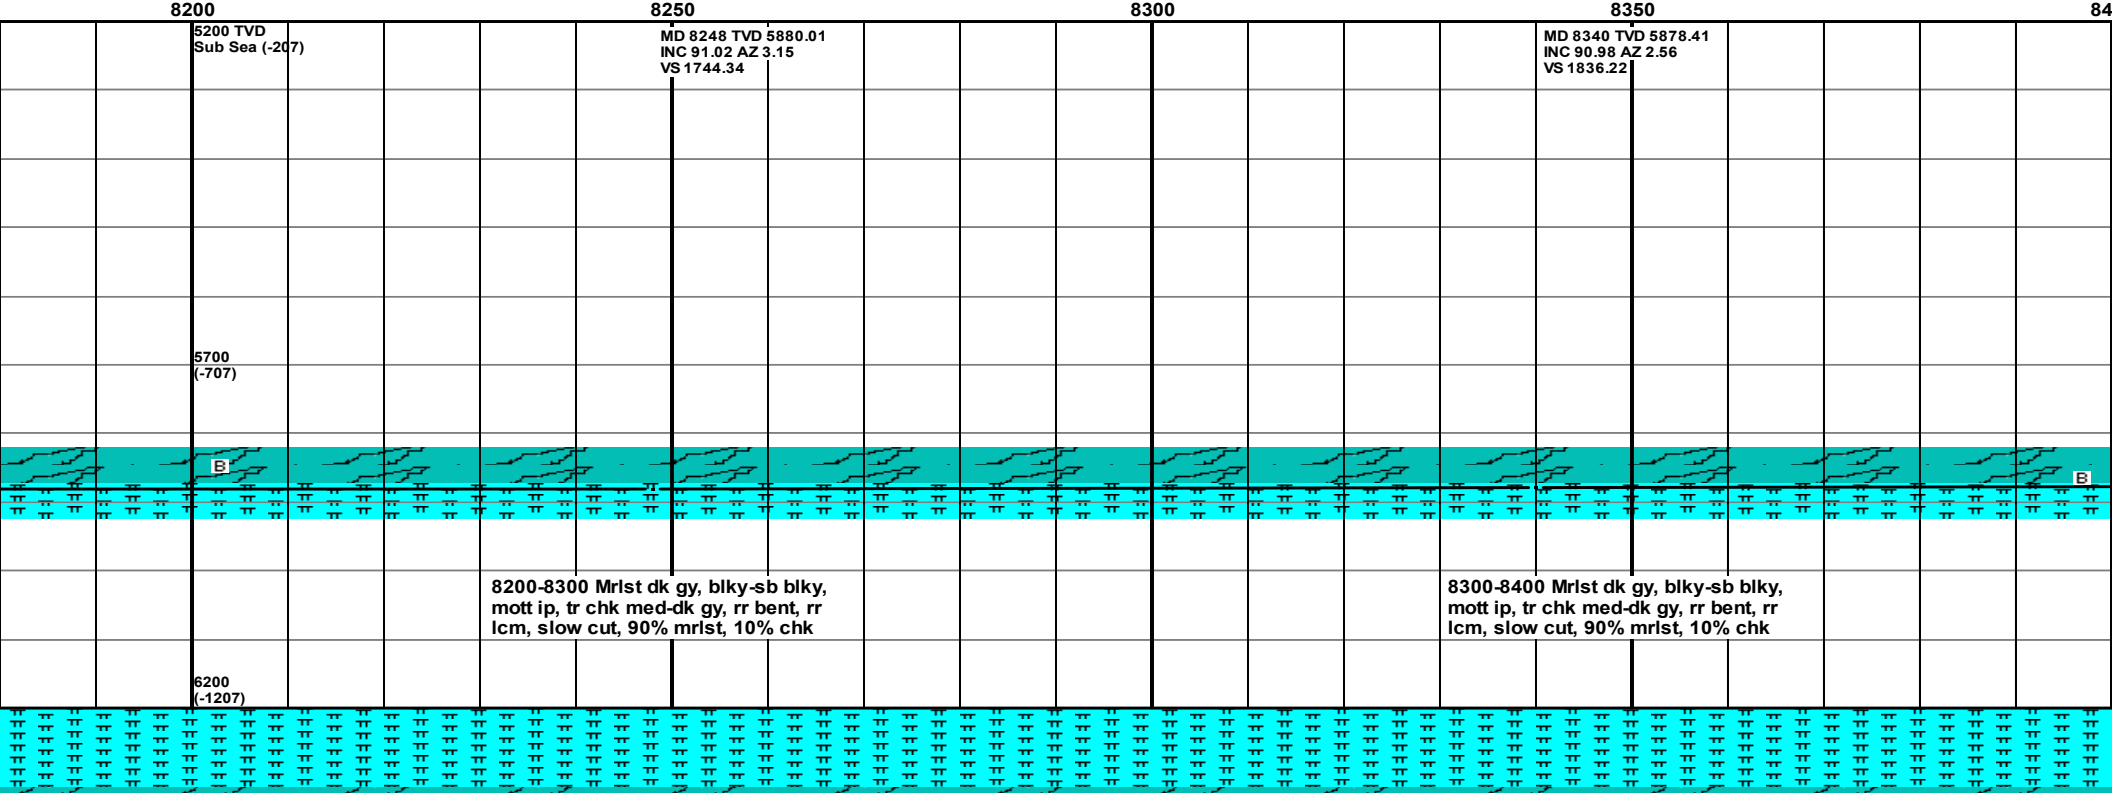 8200 8250 8300 8350 84
5200 TVD
Sub Sea (-207)
MD 8248 TVD 5880.01
INC 91.02 AZ 3.15
VS 1744.34
MD 8340 TVD 5878.41
INC 90.98 AZ 2.56
VS 1836.22
5700
(-707)
B
B
8200-8300 Mrlst dk gy, blky-sb blky,
mott ip, tr chk med-dk gy, rr bent, rr
lcm, slow cut, 90% mrlst, 10% chk
8300-8400 Mrlst dk gy, blky-sb blky,
mott ip, tr chk med-dk gy, rr bent, rr
lcm, slow cut, 90% mrlst, 10% chk
6200
(-1207)